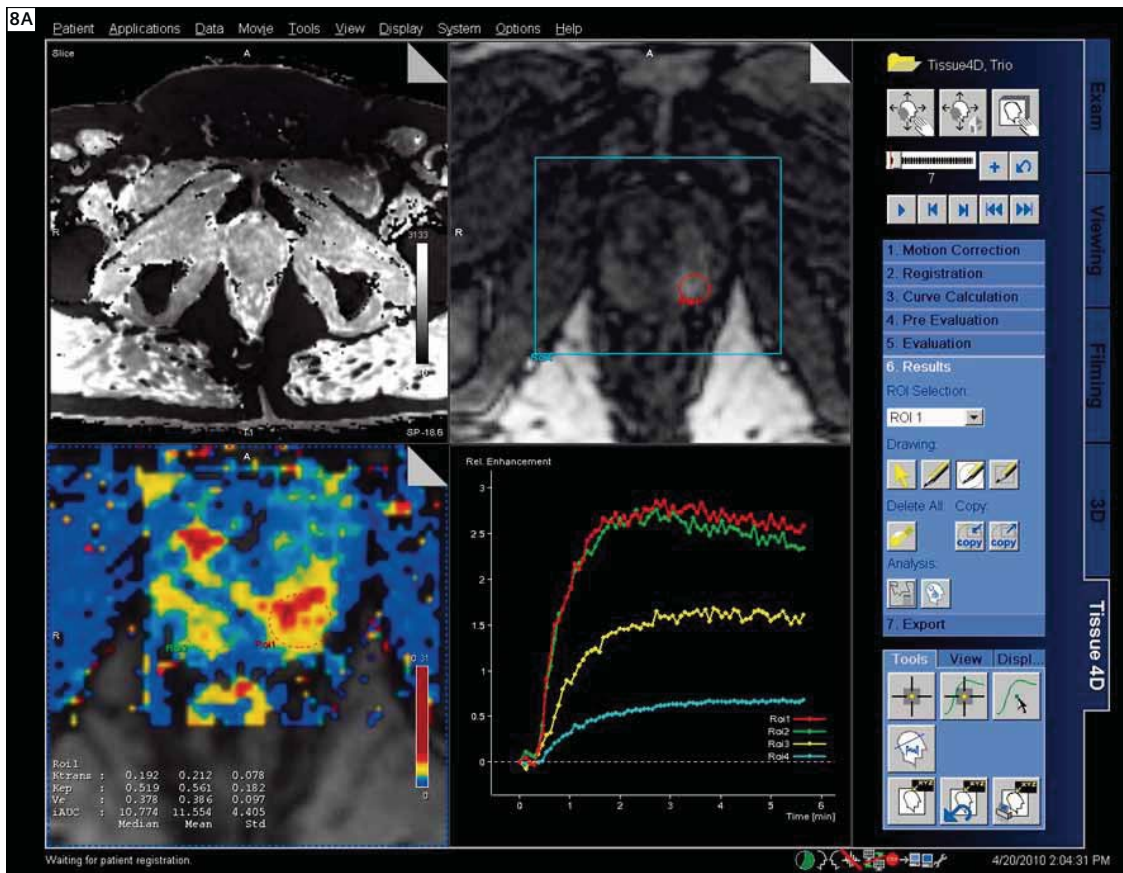 8A
Patient Applications Data Movie Tools View Display System Options Help
Slice
A
R
3133
SP -18.6
A
R
Tissue4D, Trio
7
1. Motion Correction
2. Registration
3. Curve Calculation
4. Pre Evaluation
5. Evaluation
6. Results
ROI Selection:
ROI 1
Drawing:
Delete All: Copy:
copy copy
Analysis:
7. Export
Tools View Displ...
XYZ XYZ XYZ
Exam
Viewing
Filming
3D
Tissue 4D
A
R
Roi1
0.31
0
Roi1
Ktrans : 0.192 0.212 0.078
Kep : 0.519 0.561 0.182
Ve : 0.378 0.386 0.097
iAUC : 10.774 11.554 4.405
Median Mean Std
Rel. Enhancement
3
2.5
2
1.5
1
0.5
0
Roi1
Roi2
Roi3
Roi4
0 1 2 3 4 5 6
Time [min]
Waiting for patient registration.
4/20/2010 2:04:31 PM